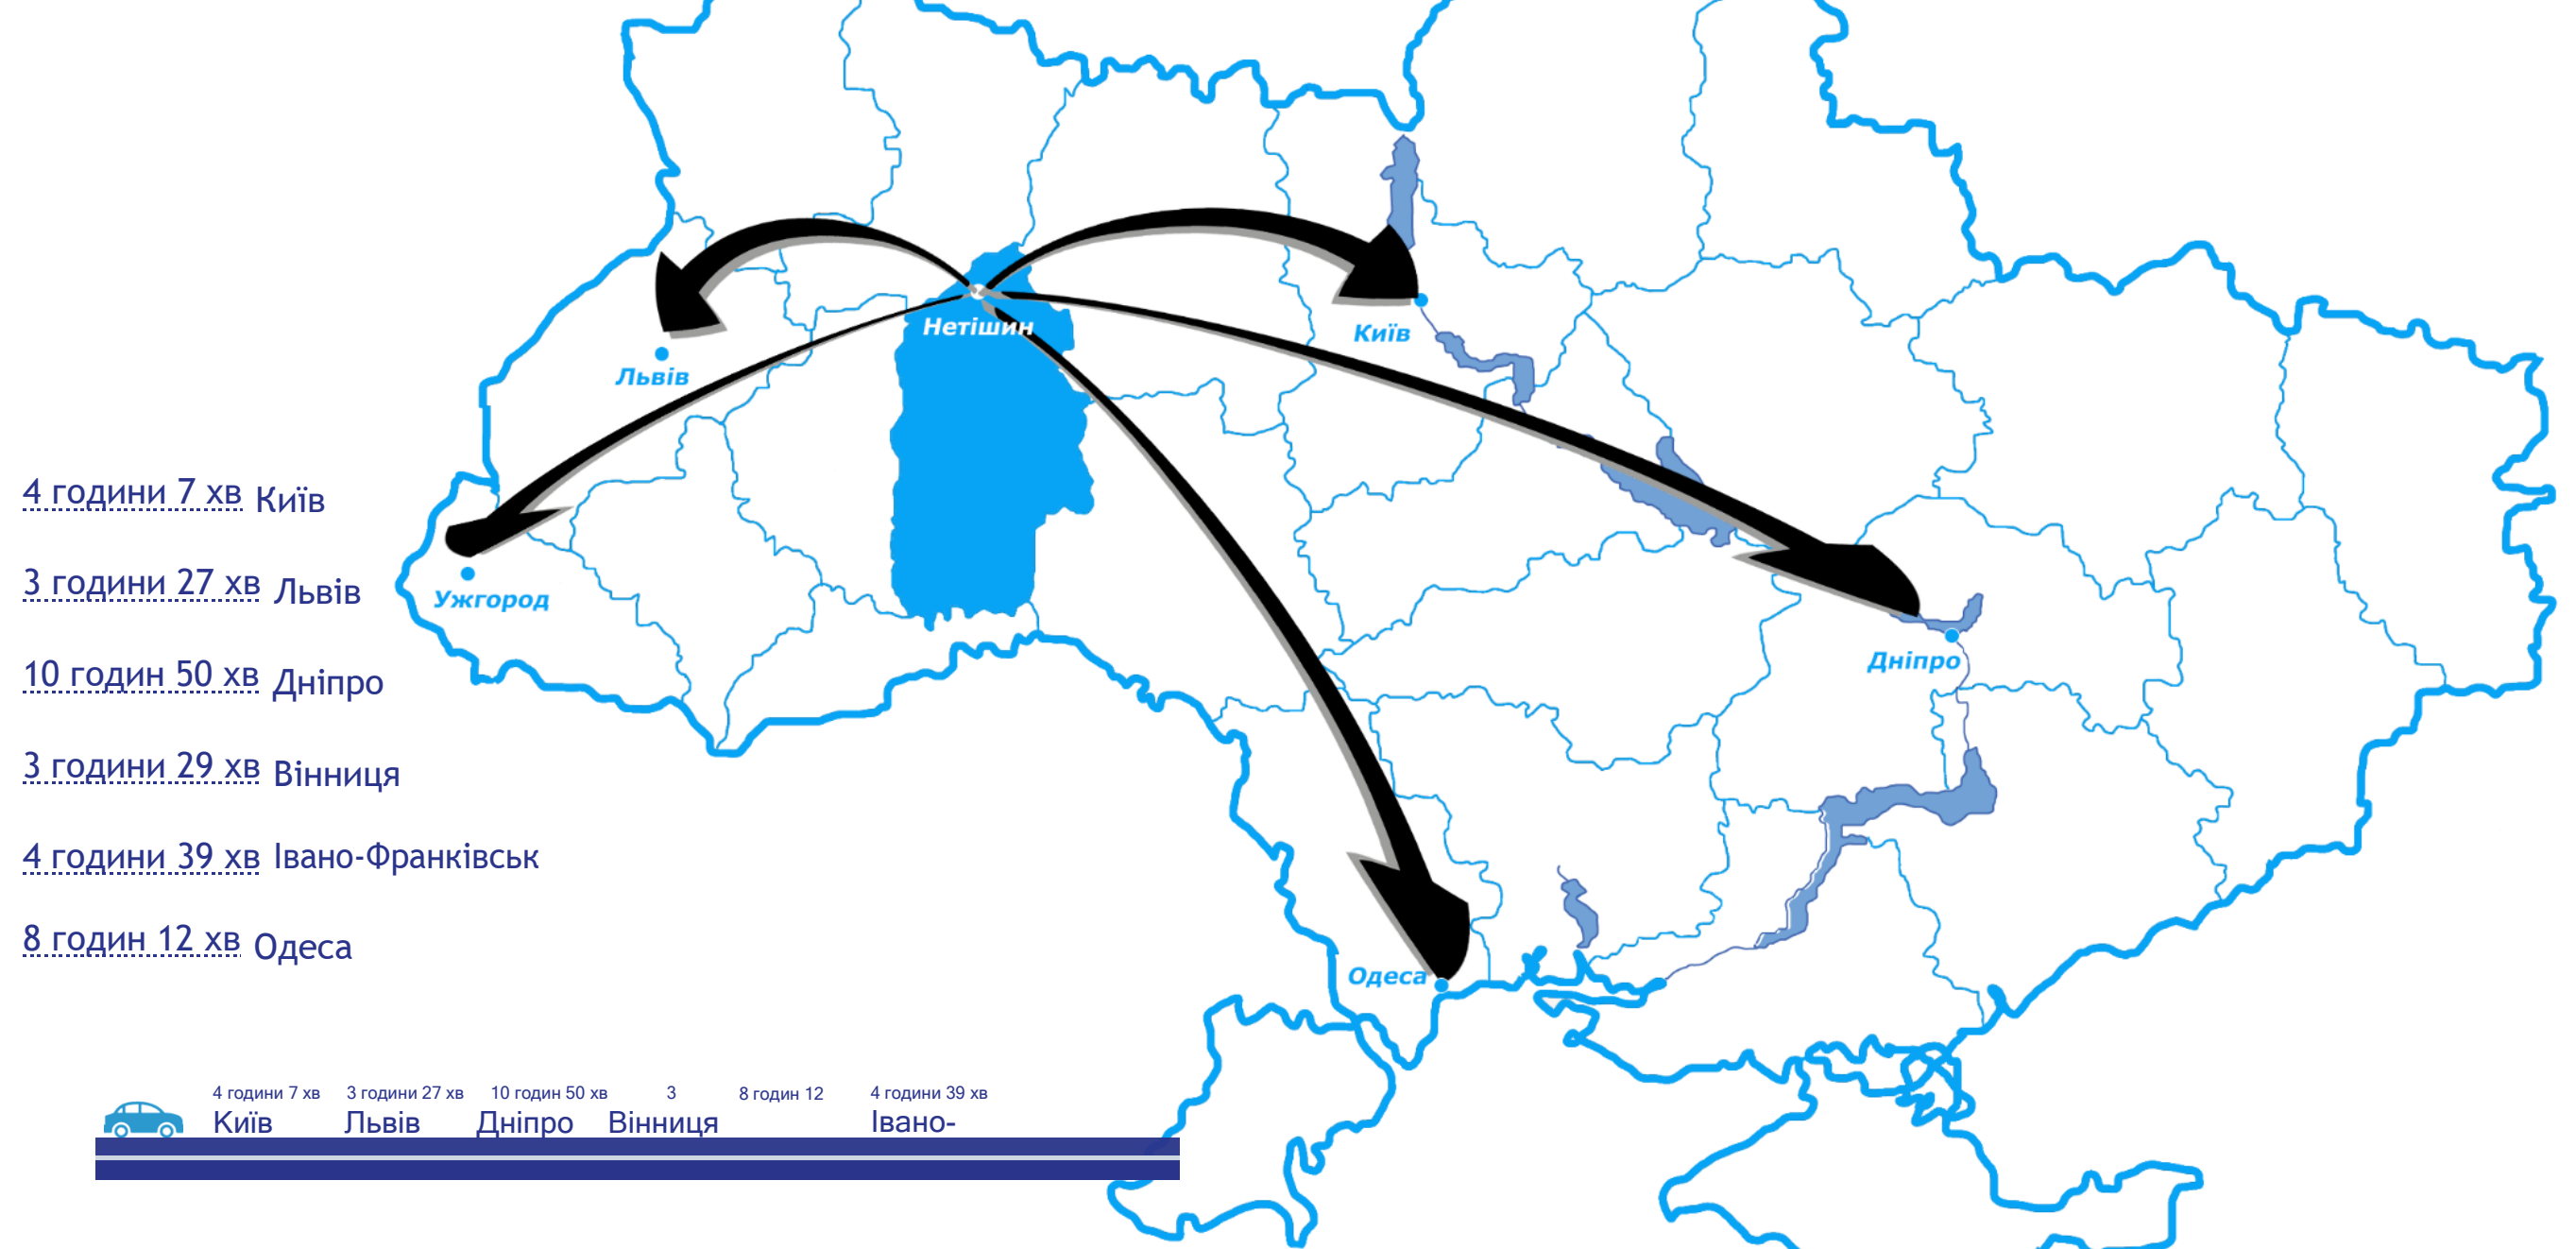 Нетішин
Київ
Львів
4 години 7 хв Київ
3 години 27 хв Львів
Ужгород
10 годин 50 хв Дніпро
Дніпро
3 години 29 хв Вінниця
4 години 39 хв Івано-Франківськ
8 годин 12 хв Одеса
Одеса
4 години 7 хв 3 години 27 хв 10 годин 50 хв 3 8 годин 12 4 години 39 хв
Київ Львів Дніпро Вінниця Івано-